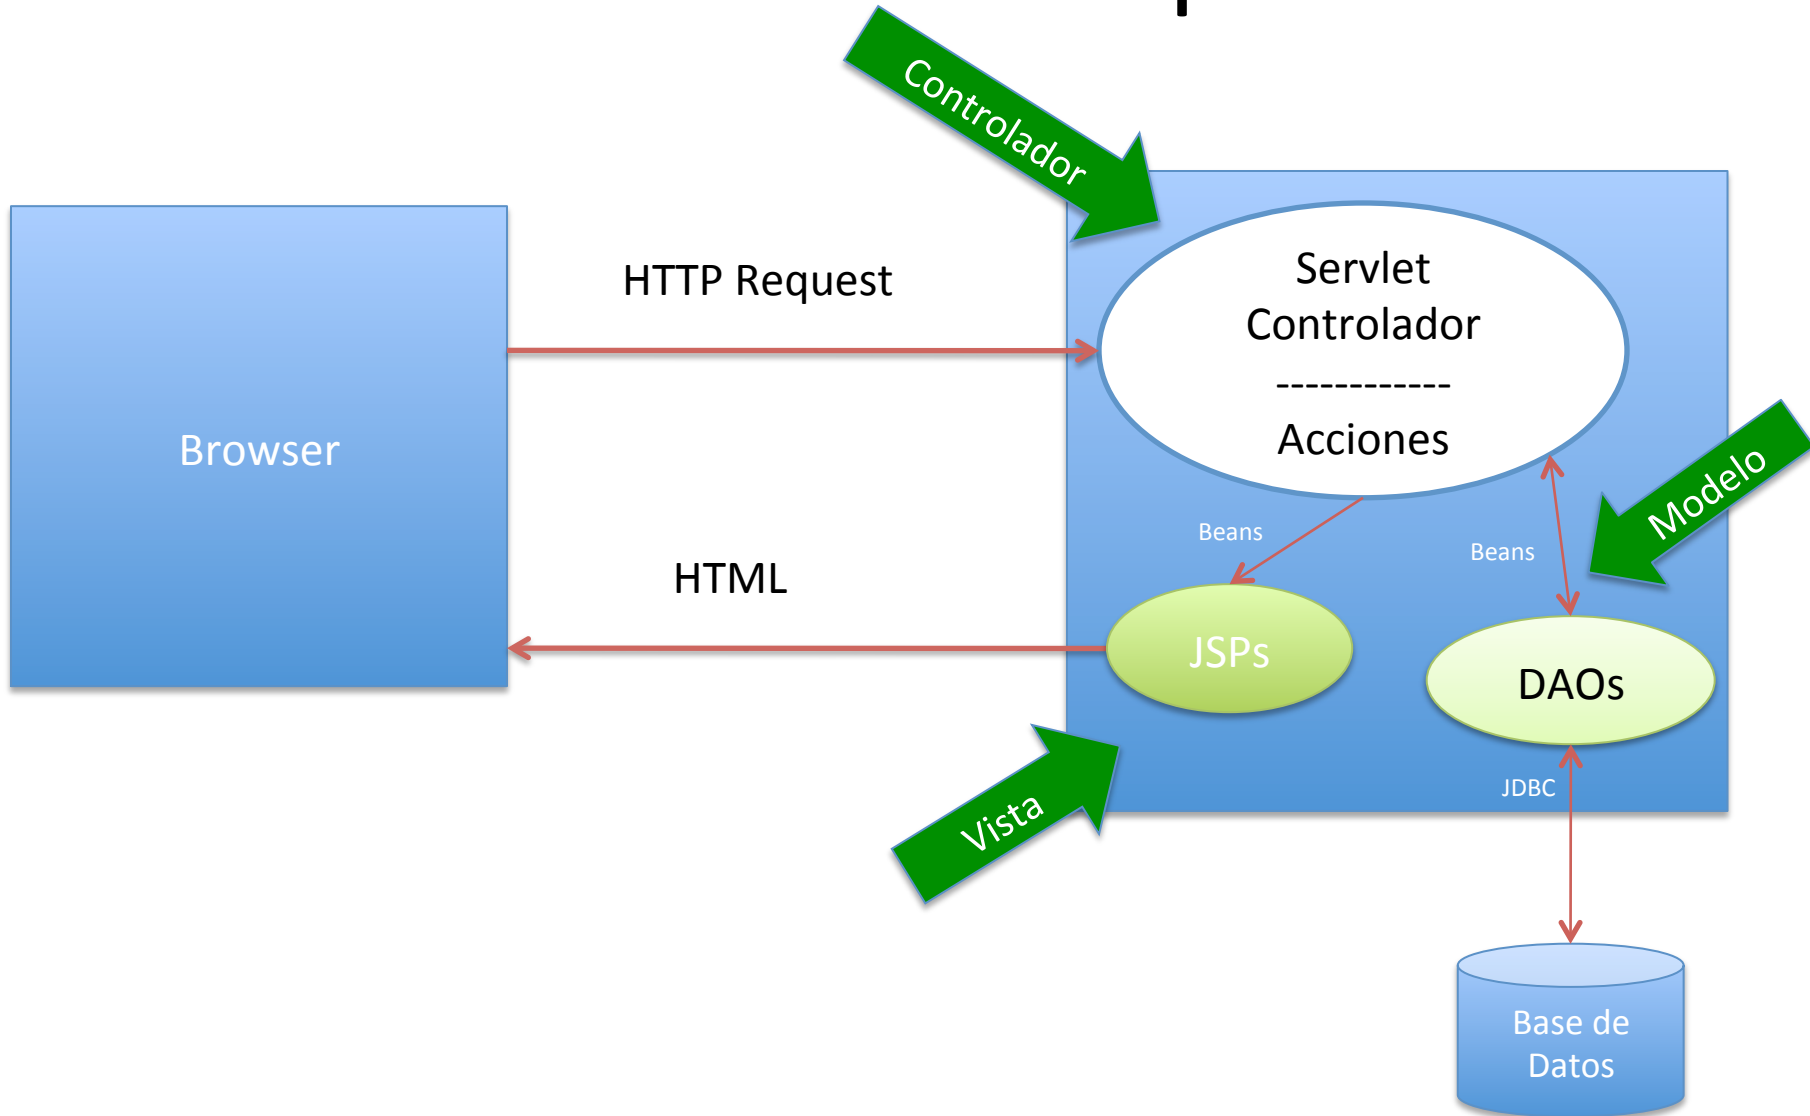 Controlador
HTTP Request
Servlet
Controlador
------------
Acciones
Browser
Modelo
Beans
Beans
HTML
JSPs
DAOs
JDBC
Vista
Base de
Datos